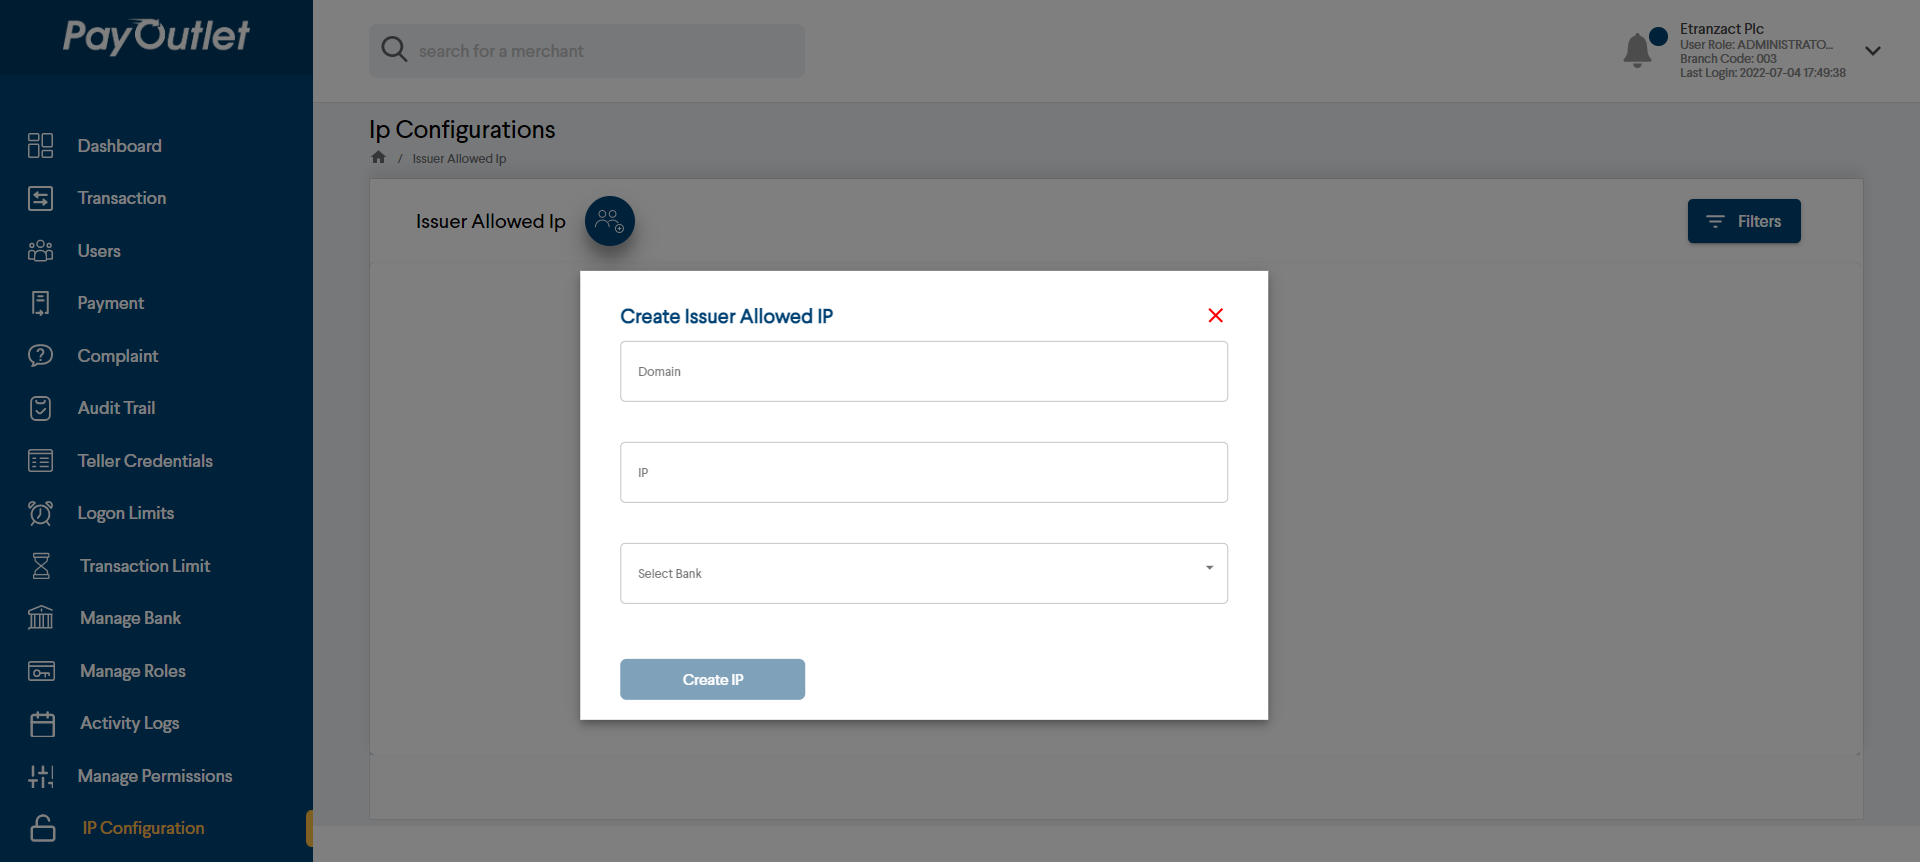 PayOutlet
search for a merchant
Etranzact Plc
User Role: ADMINISTRATO...
Branch Code: 003
Last Login: 2022-07-04 17:49:38
Dashboard
Transaction
Users
Payment
Complaint
Audit Trail
Teller Credentials
Logon Limits
Transaction Limit
Manage Bank
Manage Roles
Activity Logs
Manage Permissions
IP Configuration
Ip Configurations
/ Issuer Allowed Ip
Issuer Allowed Ip
Filters
Create Issuer Allowed IP
Domain
IP
Select Bank
Create IP